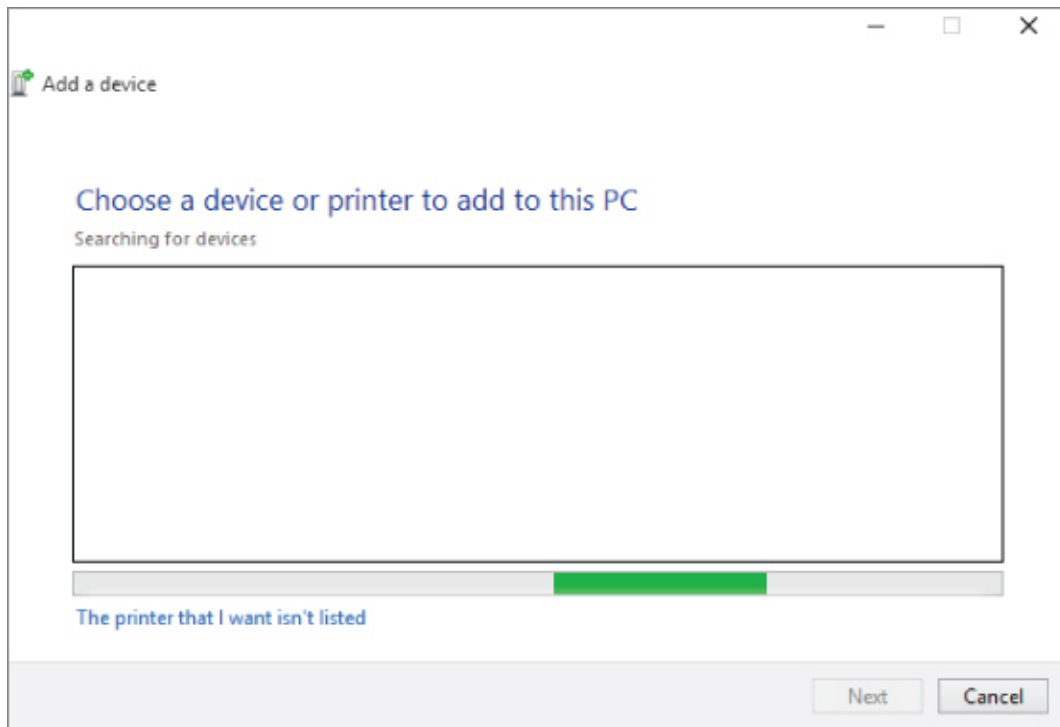 Add a device
Choose a device or printer to add to this PC
Searching for devices
The printer that I want isn't listed
Next
Cancel